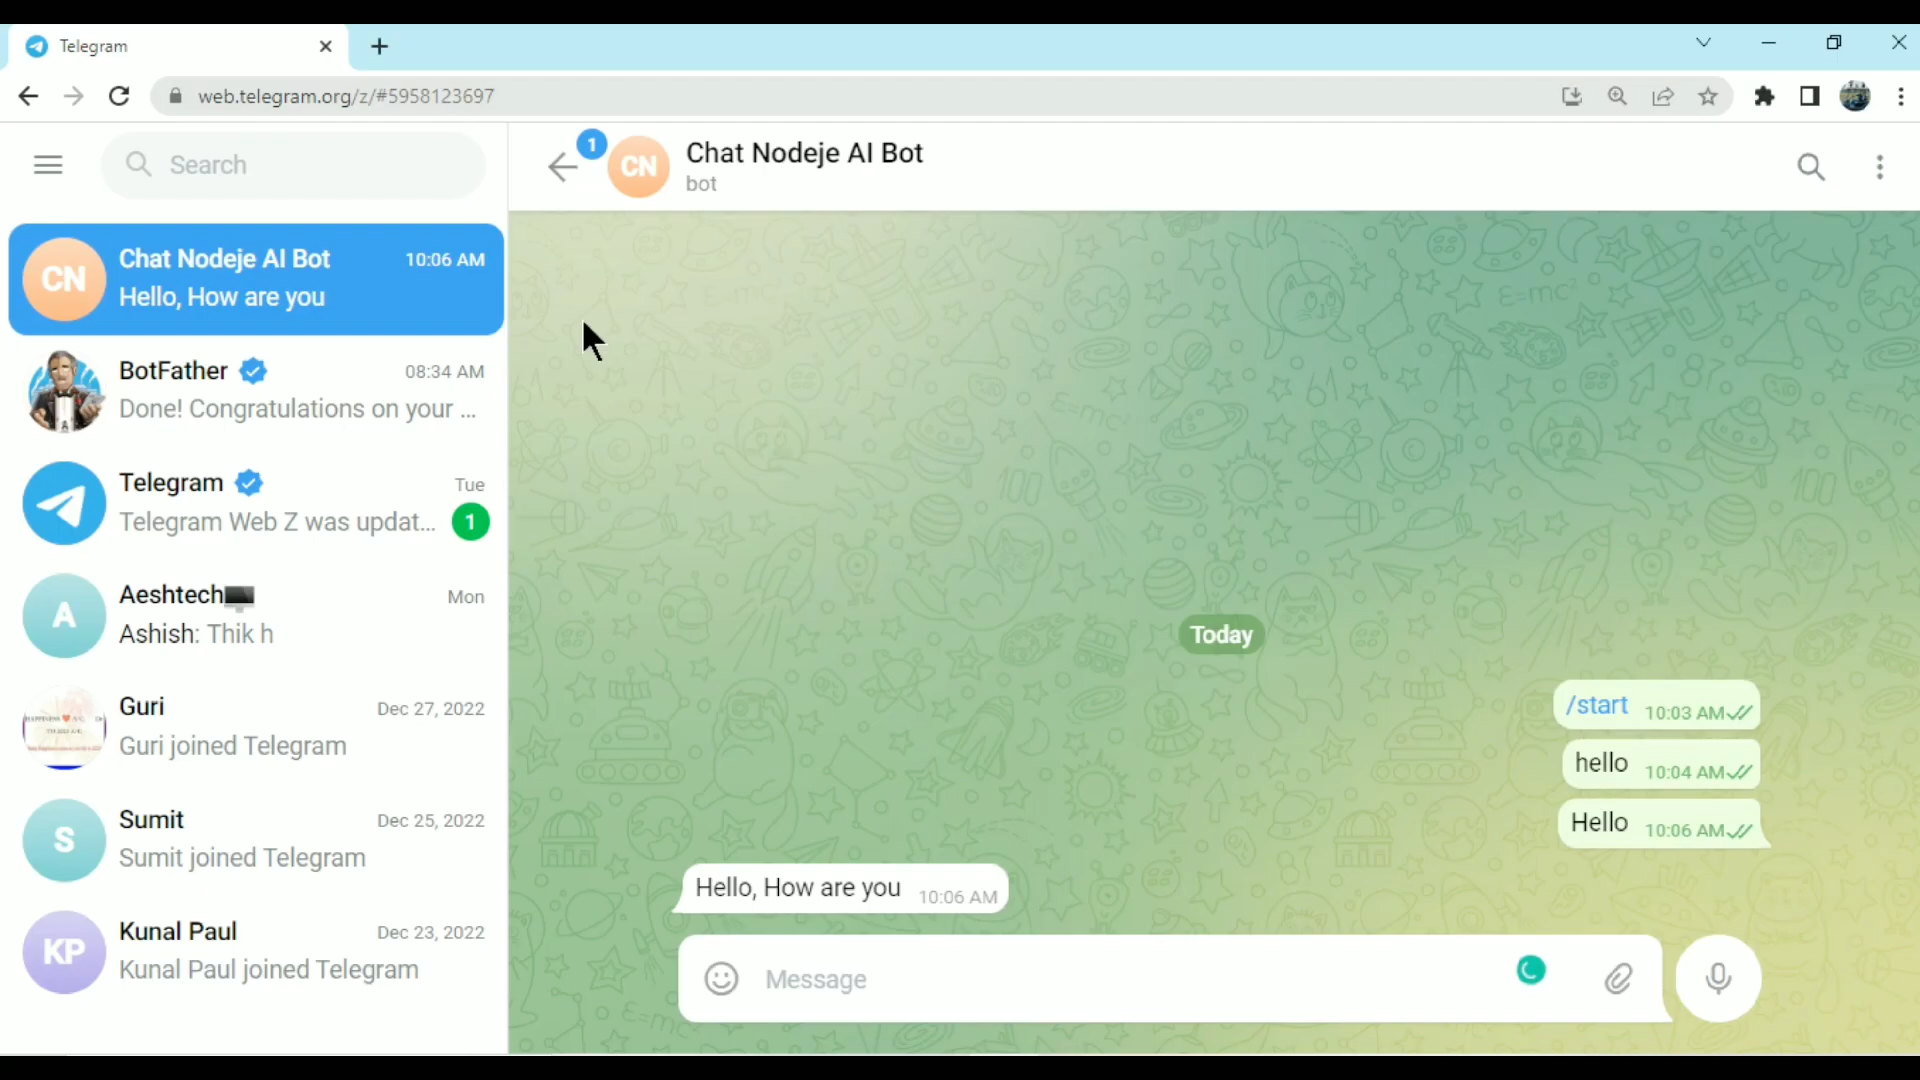 Telegram
web.telegram.org/z/#5958123697
Search
1
CN
Chat Nodeje AI Bot
bot
CN
Chat Nodeje AI Bot 10:06 AM
Hello, How are you
BotFather 08:34 AM
Done! Congratulations on your ...
Telegram Tue
Telegram Web Z was updat... 1
A
Aeshtech Mon
Ashish: Thik h
Guri Dec 27, 2022
Guri joined Telegram
S
Sumit Dec 25, 2022
Sumit joined Telegram
KP
Kunal Paul Dec 23, 2022
Kunal Paul joined Telegram
Today
/start 10:03 AM
hello 10:04 AM
Hello 10:06 AM
Hello, How are you 10:06 AM
Message